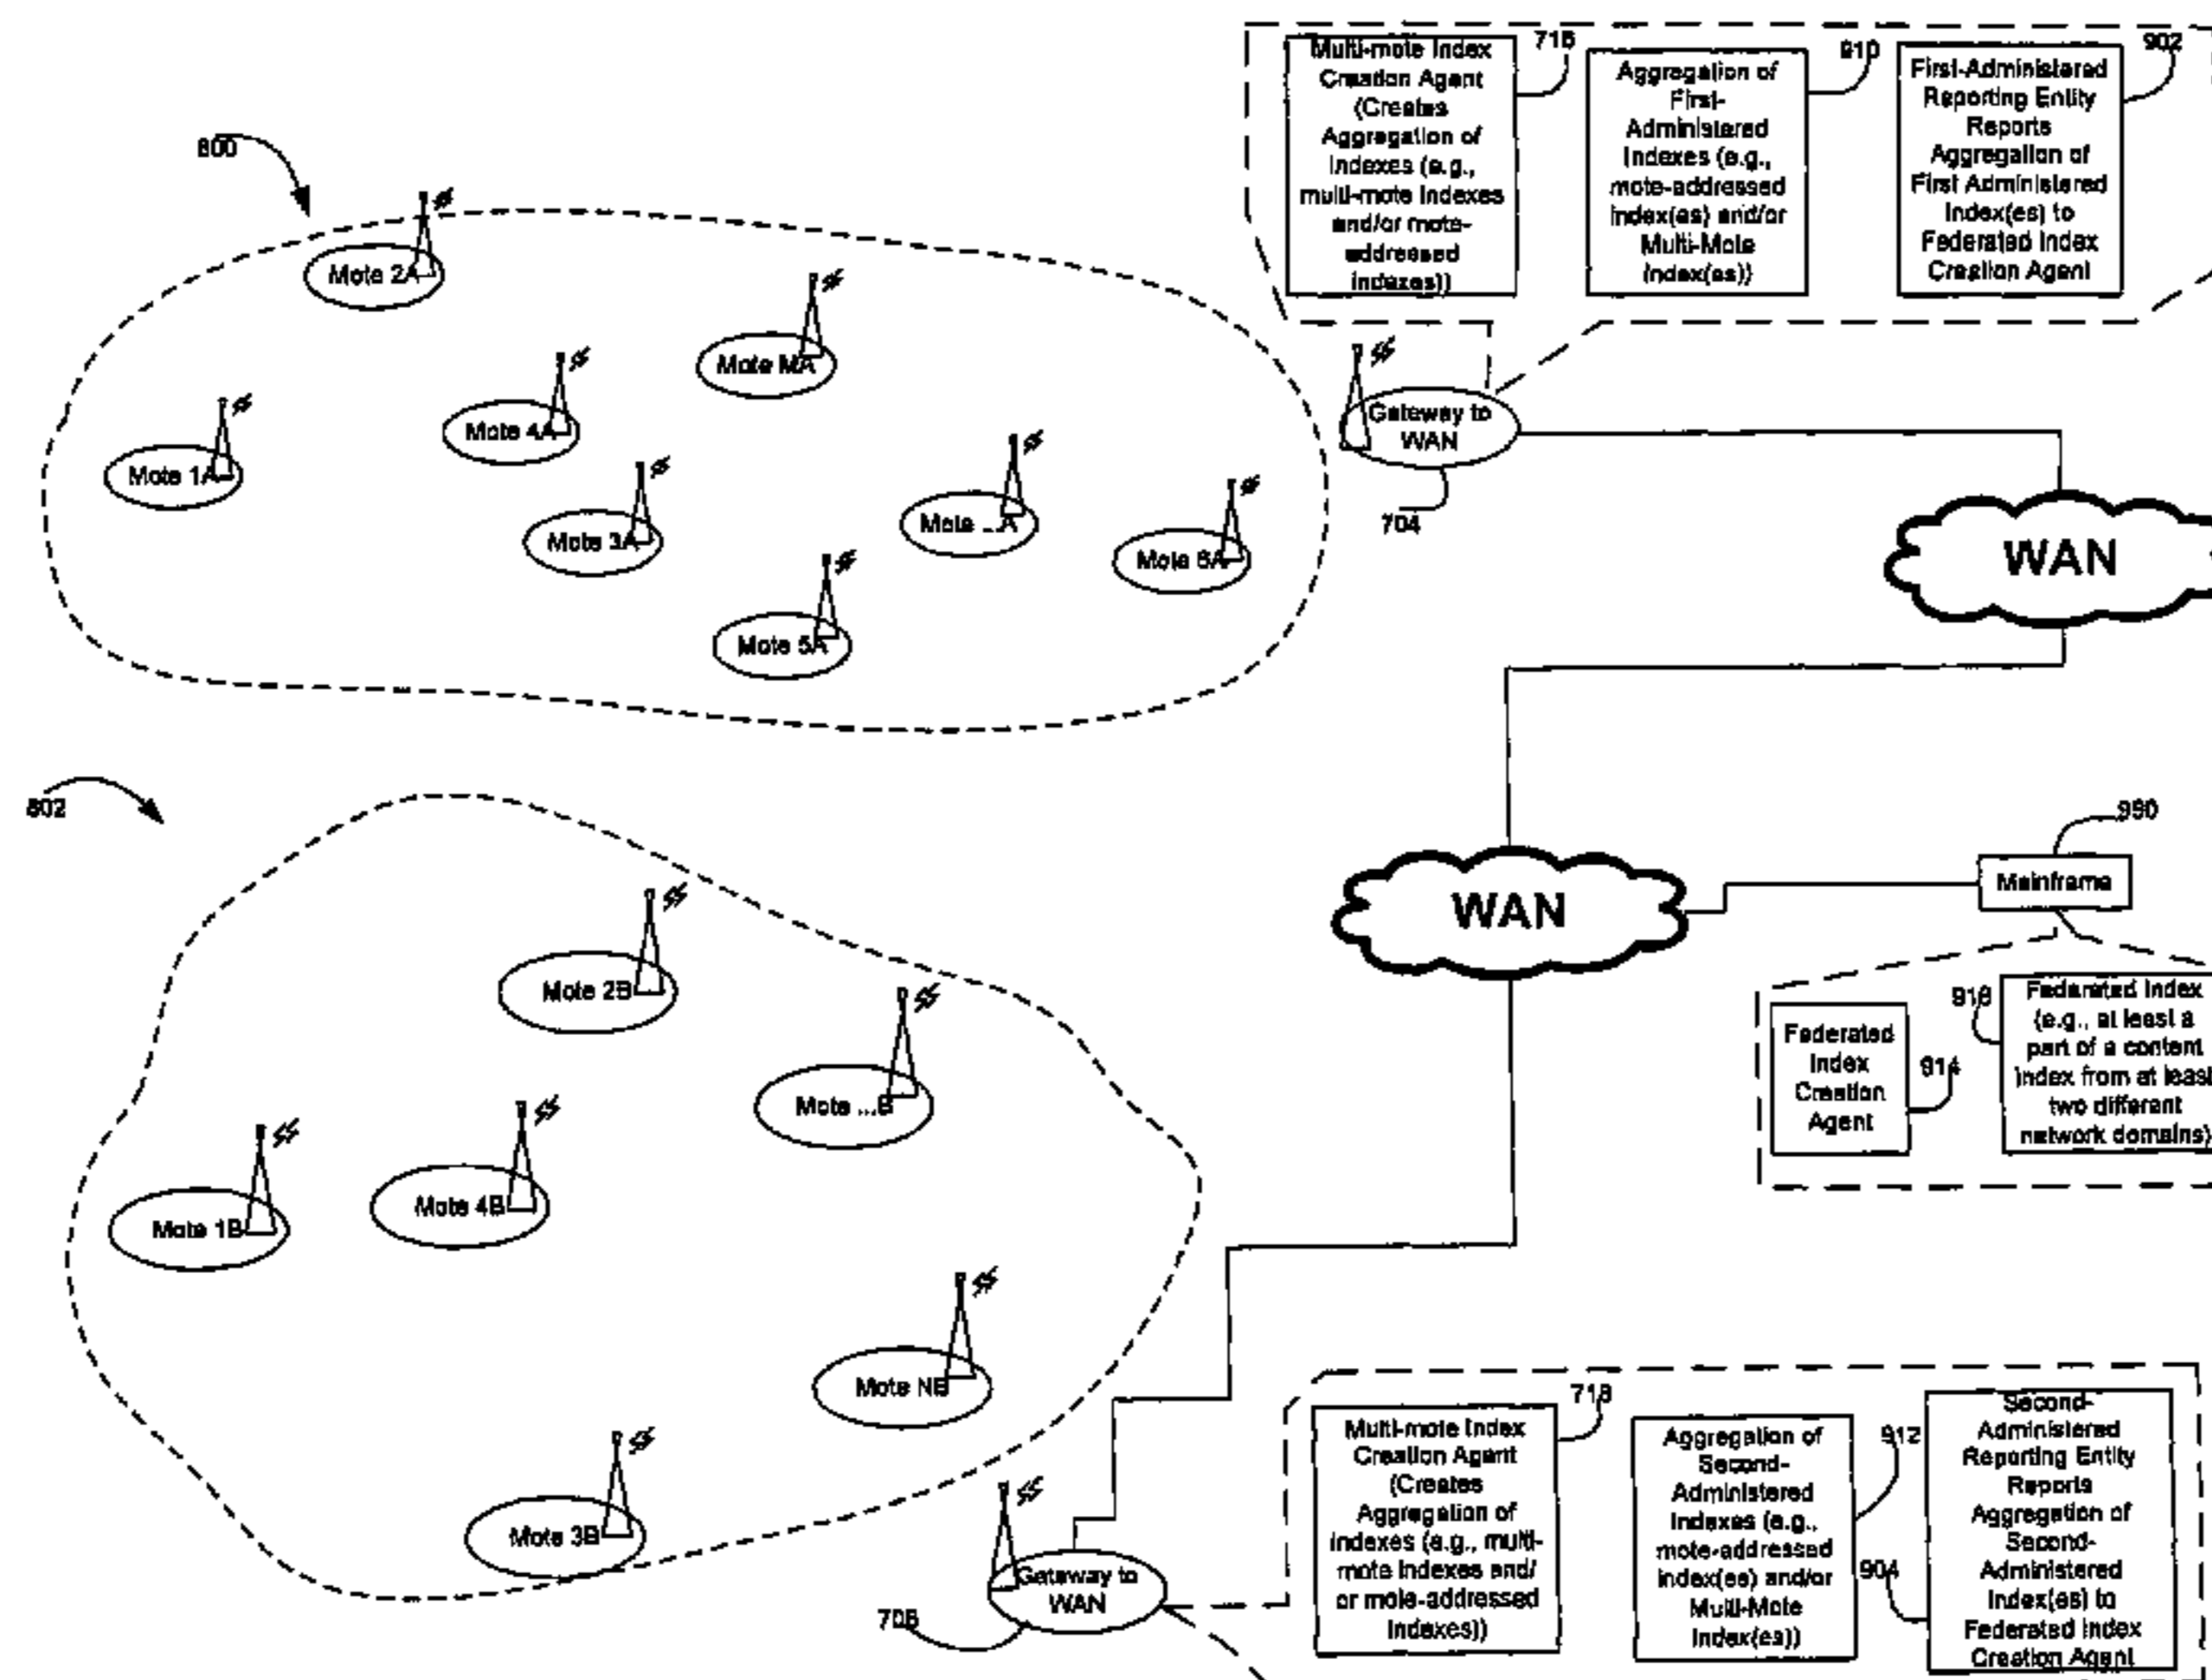 Multi-mote Index
Creation Agent
(Creates
Aggregation of
Indexes (e.g.,
multi-mote Indexes
and/or mote-
addressed
indexes))
716
Aggregation of
First-
Administered
Indexes (e.g.,
mote-addressed
index(es) and/or
Multi-Mote
Index(es))
910
First-Administered
Reporting Entity
Reports
Aggregation of
First Administered
Index(es) to
Federated Index
Creation Agent
902
800
Mote 2A
Mote MA
Mote 4A
Mote 1A
Mote 3A
Mote ...A
Mote 6A
Mote 5A
Gateway to
WAN
704
WAN
802
Mote 2B
Mote ...B
Mote 4B
Mote 1B
Mote NB
Mote 3B
WAN
990
Mainframe
Federated
Index
Creation
Agent
914
916
Federated Index
(e.g., at least a
part of a content
index from at least
two different
network domains)
Gateway to
WAN
706
Multi-mote Index
Creation Agent
(Creates
Aggregation of
indexes (e.g., multi-
mote indexes and/
or mote-addressed
Indexes))
718
Aggregation of
Second-
Administered
Indexes (e.g.,
mote-addressed
index(es) and/or
Multi-Mote
Index(es))
912
904
Second-
Administered
Reporting Entity
Reports
Aggregation of
Second-
Administered
Index(es) to
Federated Index
Creation Agent